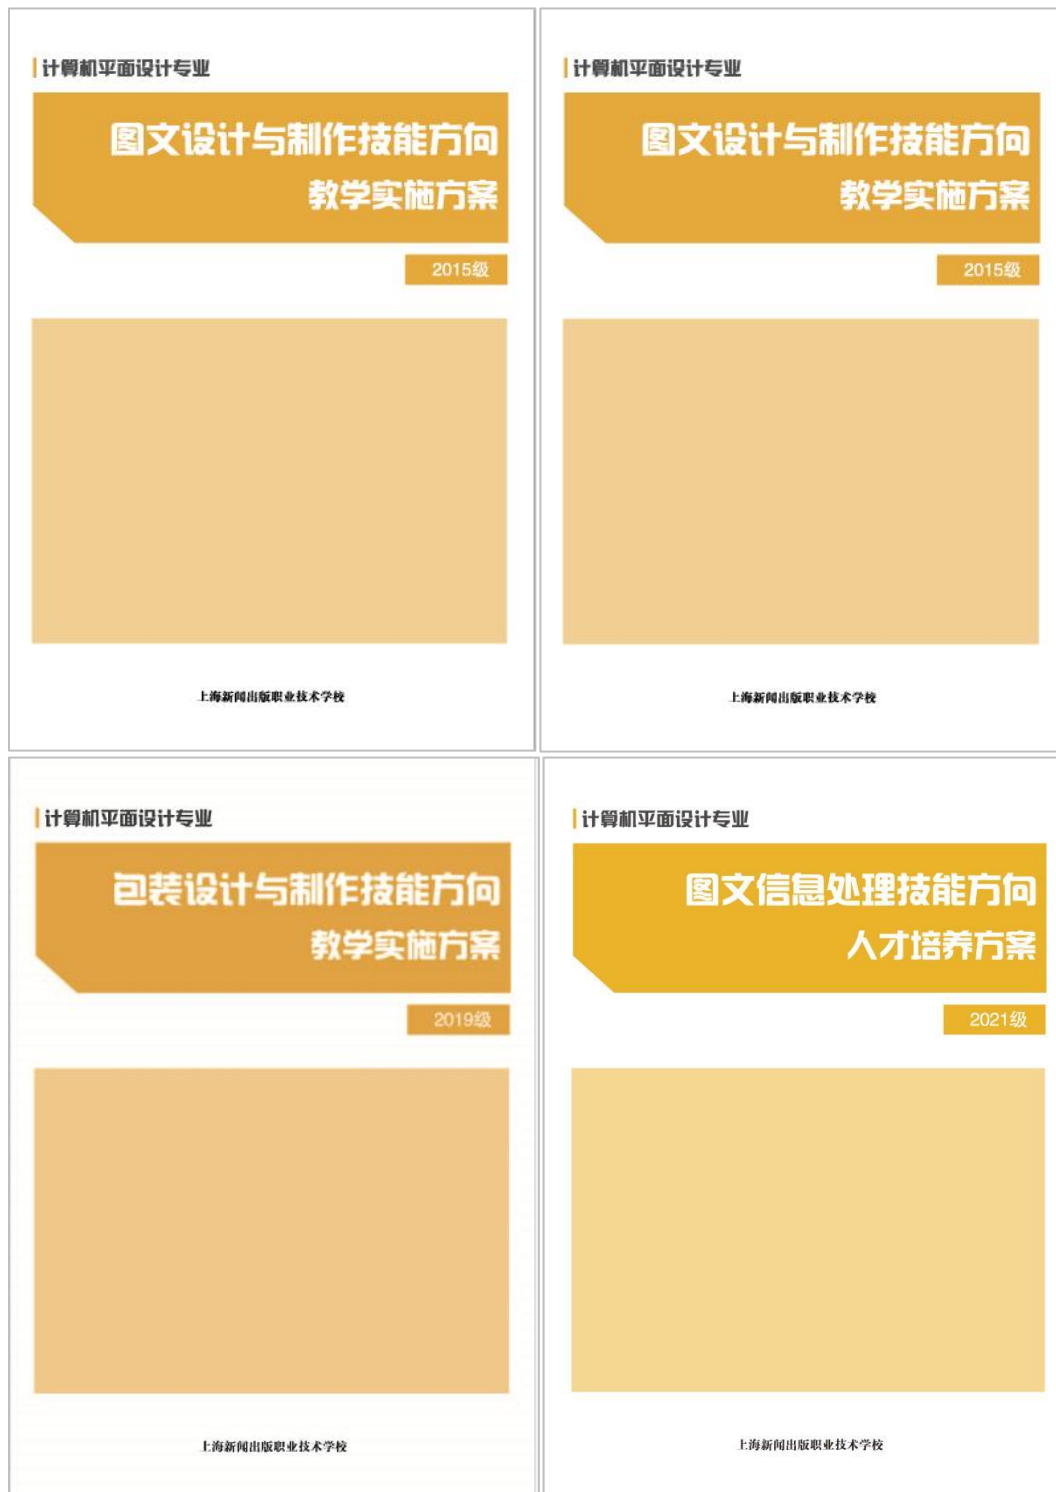 计算机平面设计专业
图文设计与制作技能方向
教学实施方案
2015级
上海新闻出版职业技术学校
计算机平面设计专业
图文设计与制作技能方向
教学实施方案
2015级
上海新闻出版职业技术学校
计算机平面设计专业
包装设计与制作技能方向
教学实施方案
2019级
上海新闻出版职业技术学校
计算机平面设计专业
图文信息处理技能方向
人才培养方案
2021级
上海新闻出版职业技术学校